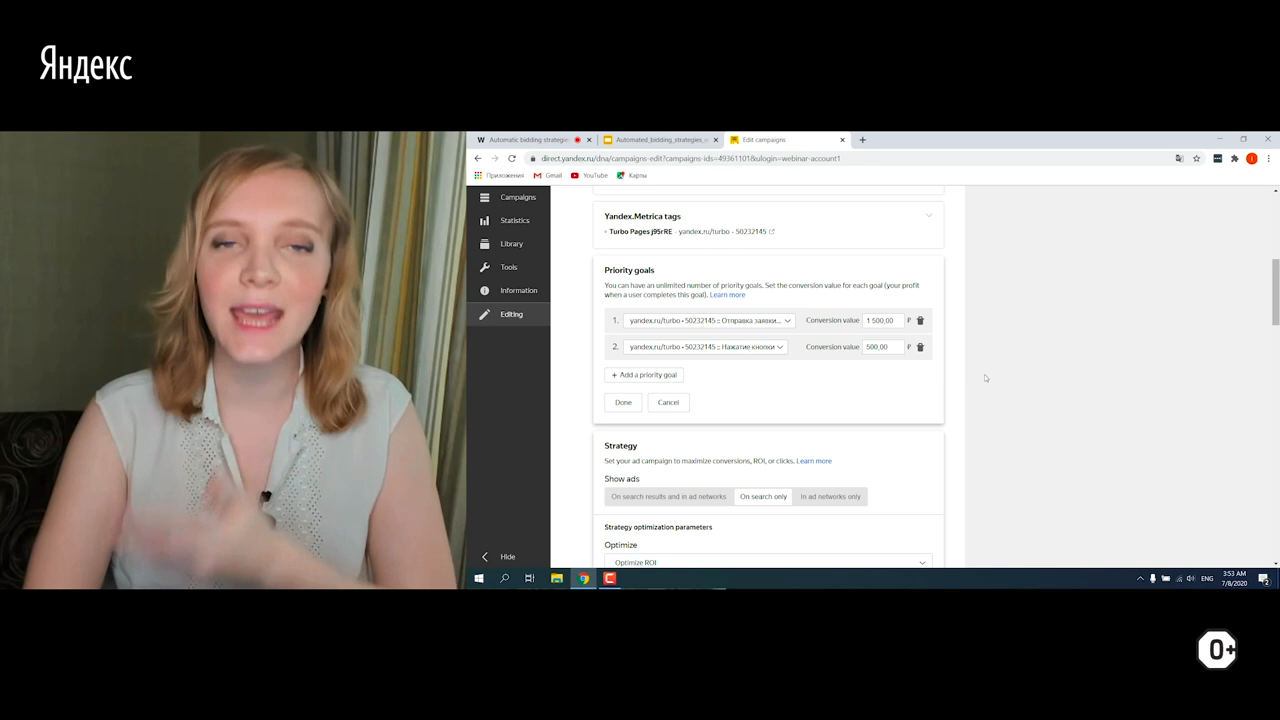 Яндекс
Automatic bidding strategie
Automated_bidding_strategies_
Edit campaigns
direct.yandex.ru/dna/campaigns-edit?campaigns-ids=49361101&ulogin=webinar-account1
Приложения
Gmail
YouTube
Карты
Campaigns
Statistics
Library
Tools
Information
Editing
Hide
Yandex.Metrica tags
Turbo Pages j95rRE - yandex.ru/turbo - 50232145
Priority goals
You can have an unlimited number of priority goals. Set the conversion value for each goal (your profit
when a user completes this goal). Learn more
1. yandex.ru/turbo • 50232145 :: Отправка заявки... Conversion value 1 500,00 ₽
2. yandex.ru/turbo • 50232145 :: Нажатие кнопки Conversion value 500,00 ₽
+ Add a priority goal
Done Cancel
Strategy
Set your ad campaign to maximize conversions, ROI, or clicks. Learn more
Show ads
On search results and in ad networks On search only In ad networks only
Strategy optimization parameters
Optimize
Optimize ROI
ENG
3:53 AM
7/8/2020
0+